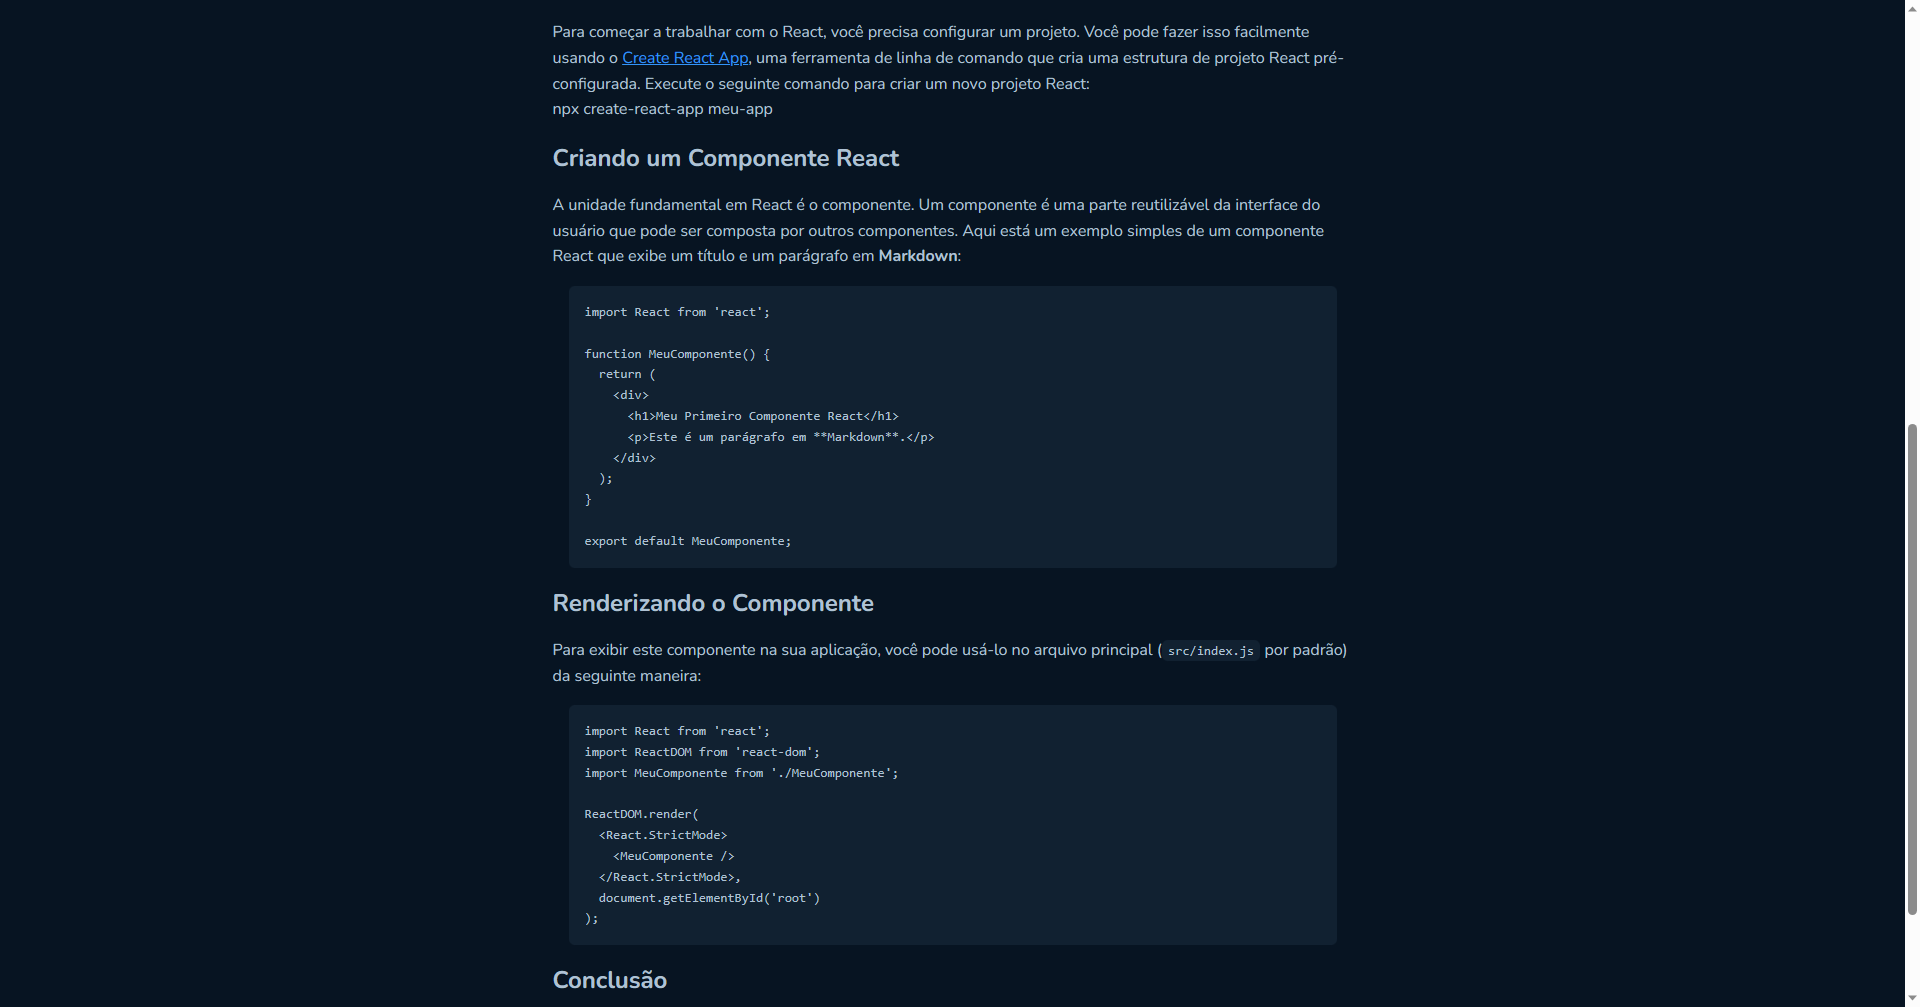 Para começar a trabalhar com o React, você precisa configurar um projeto. Você pode fazer isso facilmente
usando o Create React App, uma ferramenta de linha de comando que cria uma estrutura de projeto React pré-
configurada. Execute o seguinte comando para criar um novo projeto React:
npx create-react-app meu-app
Criando um Componente React
A unidade fundamental em React é o componente. Um componente é uma parte reutilizável da interface do
usuário que pode ser composta por outros componentes. Aqui está um exemplo simples de um componente
React que exibe um título e um parágrafo em Markdown:
import React from 'react';
function MeuComponente() {
  return (
    <div>
      <h1>Meu Primeiro Componente React</h1>
      <p>Este é um parágrafo em **Markdown**.</p>
    </div>
  );
}
export default MeuComponente;
Renderizando o Componente
Para exibir este componente na sua aplicação, você pode usá-lo no arquivo principal ( src/index.js por padrão)
da seguinte maneira:
import React from 'react';
import ReactDOM from 'react-dom';
import MeuComponente from './MeuComponente';
ReactDOM.render(
  <React.StrictMode>
    <MeuComponente />
  </React.StrictMode>,
  document.getElementById('root')
);
Conclusão